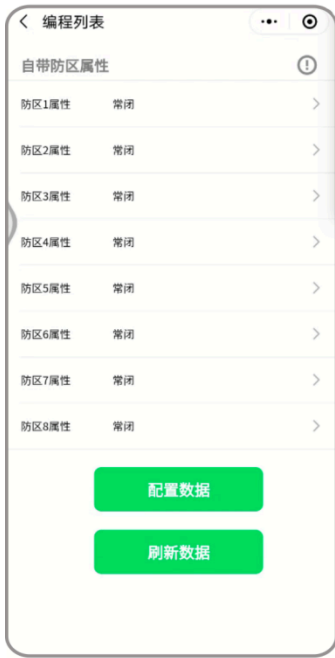 编程列表
自带防区属性
防区1属性 常闭
防区2属性 常闭
防区3属性 常闭
防区4属性 常闭
防区5属性 常闭
防区6属性 常闭
防区7属性 常闭
防区8属性 常闭
配置数据
刷新数据